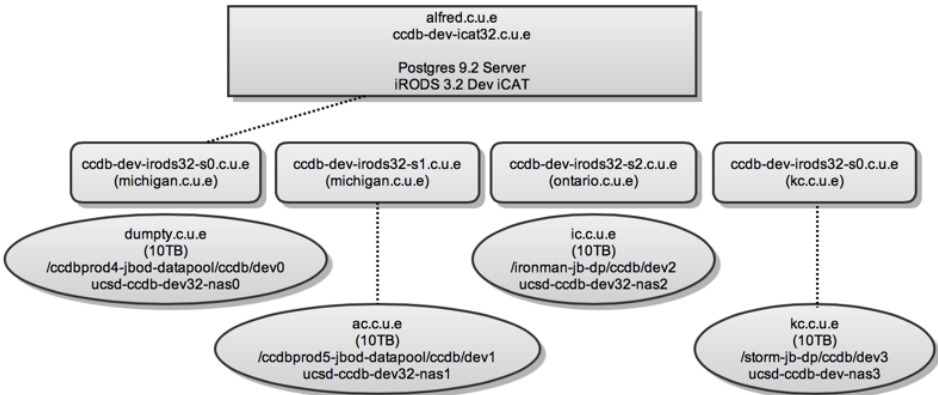 alfred.c.u.e
ccdb-dev-icat32.c.u.e
Postgres 9.2 Server
iRODS 3.2 Dev iCAT
ccdb-dev-irods32-s0.c.u.e
(michigan.c.u.e)
ccdb-dev-irods32-s1.c.u.e
(michigan.c.u.e)
ccdb-dev-irods32-s2.c.u.e
(ontario.c.u.e)
ccdb-dev-irods32-s0.c.u.e
(kc.c.u.e)
dumpty.c.u.e
(10TB)
/ccdbprod4-jbod-datapool/ccdb/dev0
ucsd-ccdb-dev32-nas0
ic.c.u.e
(10TB)
/ironman-jb-dp/ccdb/dev2
ucsd-ccdb-dev32-nas2
ac.c.u.e
(10TB)
/ccdbprod5-jbod-datapool/ccdb/dev1
ucsd-ccdb-dev32-nas1
kc.c.u.e
(10TB)
/storm-jb-dp/ccdb/dev3
ucsd-ccdb-dev-nas3